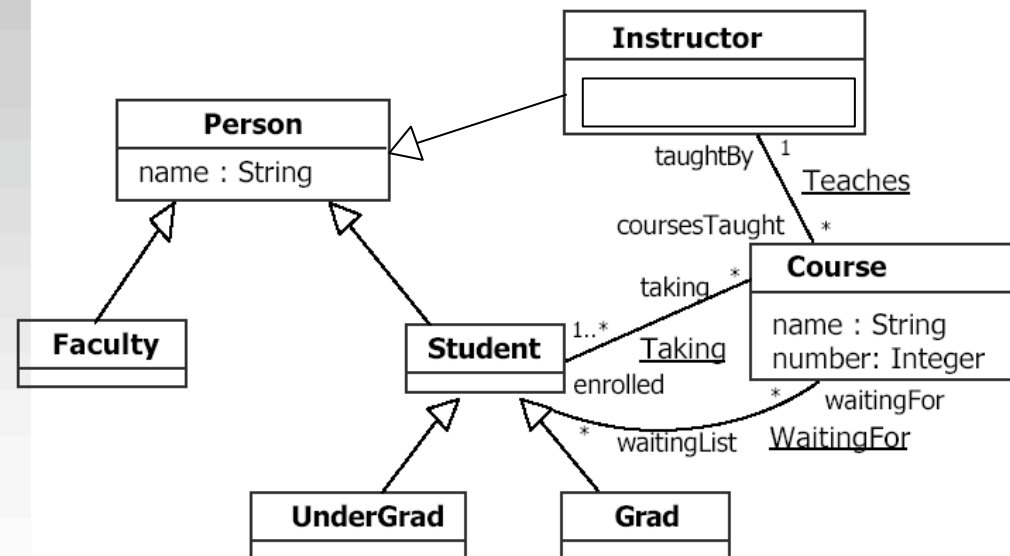 Instructor
Person
name : String
taughtBy
1
Teaches
coursesTaught
*
Course
name : String
number: Integer
taking
*
Faculty
Student
1..*
Taking
enrolled
*
waitingFor
*
waitingList
WaitingFor
UnderGrad
Grad